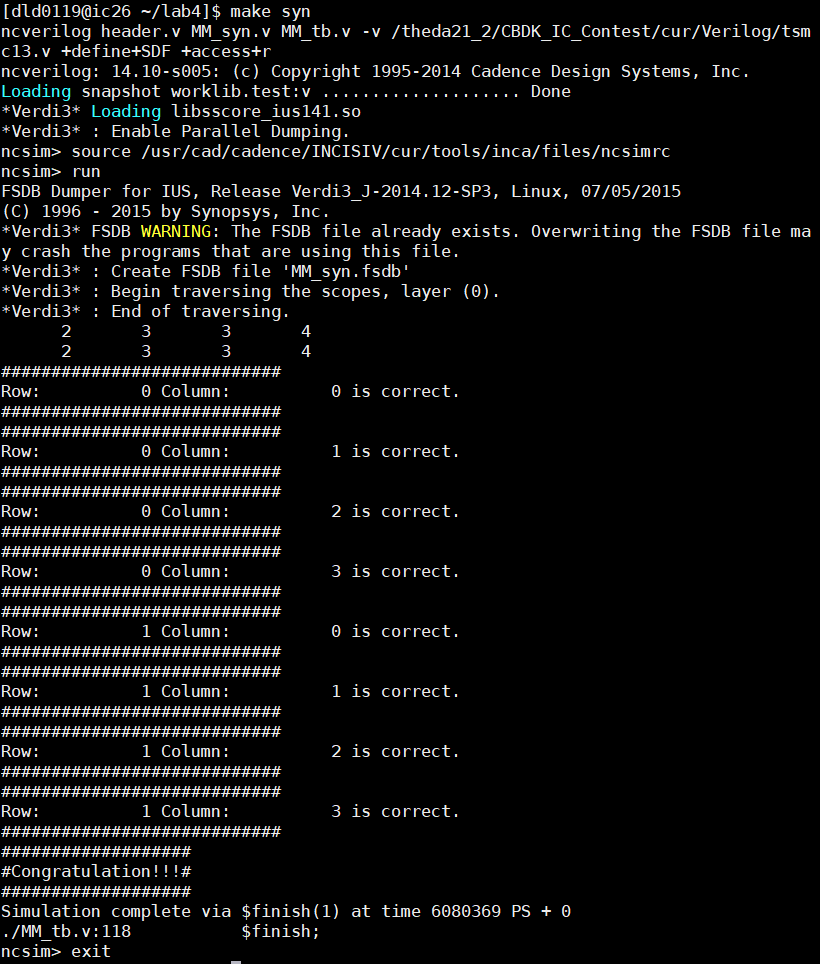 [dld0119@ic26 ~/lab4]$ make syn
ncverilog header.v MM_syn.v MM_tb.v -v /theda21_2/CBDK_IC_Contest/cur/Verilog/tsm
c13.v +define+SDF +access+r
ncverilog: 14.10-s005: (c) Copyright 1995-2014 Cadence Design Systems, Inc.
Loading snapshot worklib.test:v .................... Done
*Verdi3* Loading libsscore_ius141.so
*Verdi3* : Enable Parallel Dumping.
ncsim> source /usr/cad/cadence/INCISIV/cur/tools/inca/files/ncsimrc
ncsim> run
FSDB Dumper for IUS, Release Verdi3_J-2014.12-SP3, Linux, 07/05/2015
(C) 1996 - 2015 by Synopsys, Inc.
*Verdi3* FSDB WARNING: The FSDB file already exists. Overwriting the FSDB file ma
y crash the programs that are using this file.
*Verdi3* : Create FSDB file 'MM_syn.fsdb'
*Verdi3* : Begin traversing the scopes, layer (0).
*Verdi3* : End of traversing.
      2       3       3       4
      2       3       3       4
############################
Row:          0 Column:          0 is correct.
############################
############################
Row:          0 Column:          1 is correct.
############################
############################
Row:          0 Column:          2 is correct.
############################
############################
Row:          0 Column:          3 is correct.
############################
############################
Row:          1 Column:          0 is correct.
############################
############################
Row:          1 Column:          1 is correct.
############################
############################
Row:          1 Column:          2 is correct.
############################
############################
Row:          1 Column:          3 is correct.
############################
###################
#Congratulation!!!#
###################
Simulation complete via $finish(1) at time 6080369 PS + 0
./MM_tb.v:118           $finish;
ncsim> exit